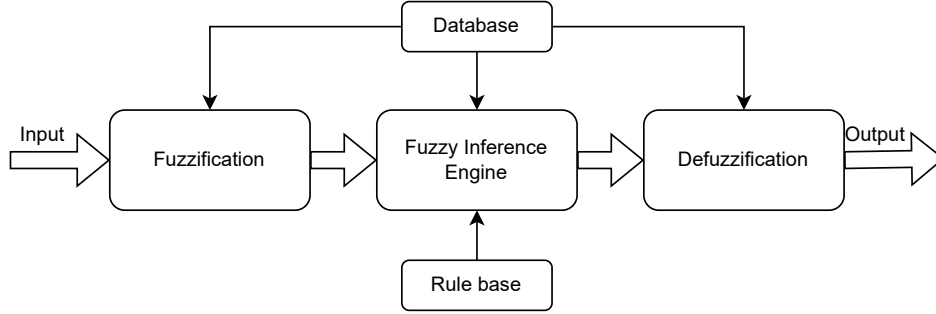 Database
Input
Fuzzification
Fuzzy Inference
Engine
Defuzzification
Output
Rule base